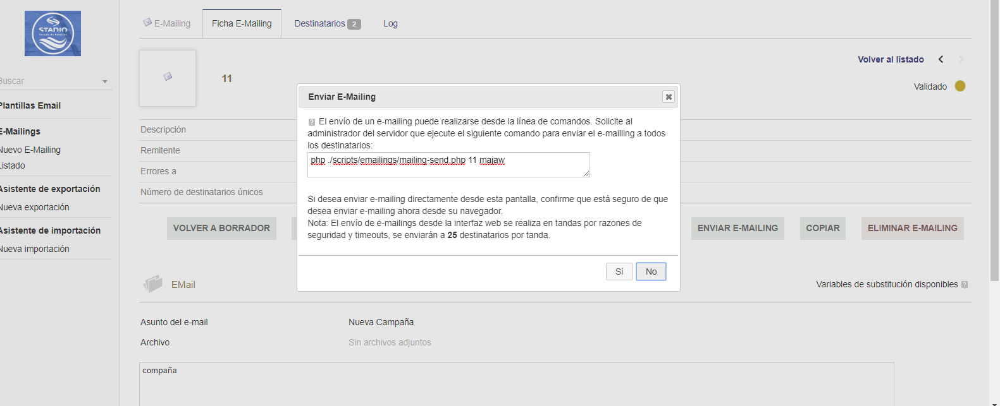 STADIO
Escuela de Natación
E-Mailing
Ficha E-Mailing
Destinatarios 2
Log
Buscar
Plantillas Email
E-Mailings
Nuevo E-Mailing
Listado
Asistente de exportación
Nueva exportación
Asistente de importación
Nueva importación
11
Volver al listado
Validado
Descripción
Remitente
Errores a
Número de destinatarios únicos
VOLVER A BORRADOR
ENVIAR E-MAILING
COPIAR
ELIMINAR E-MAILING
Enviar E-Mailing
El envío de un e-mailing puede realizarse desde la línea de comandos. Solicite al
administrador del servidor que ejecute el siguiente comando para enviar el e-mailling a todos
los destinatarios:
php ./scripts/emailings/mailing-send.php 11 majaw
Si desea enviar e-mailing directamente desde esta pantalla, confirme que está seguro de que
desea enviar e-mailing ahora desde su navegador.
Nota: El envío de e-mailings desde la interfaz web se realiza en tandas por razones de
seguridad y timeouts, se enviarán a 25 destinatarios por tanda.
Sí
No
EMail
Variables de substitución disponibles
Asunto del e-mail
Nueva Campaña
Archivo
Sin archivos adjuntos
compaña